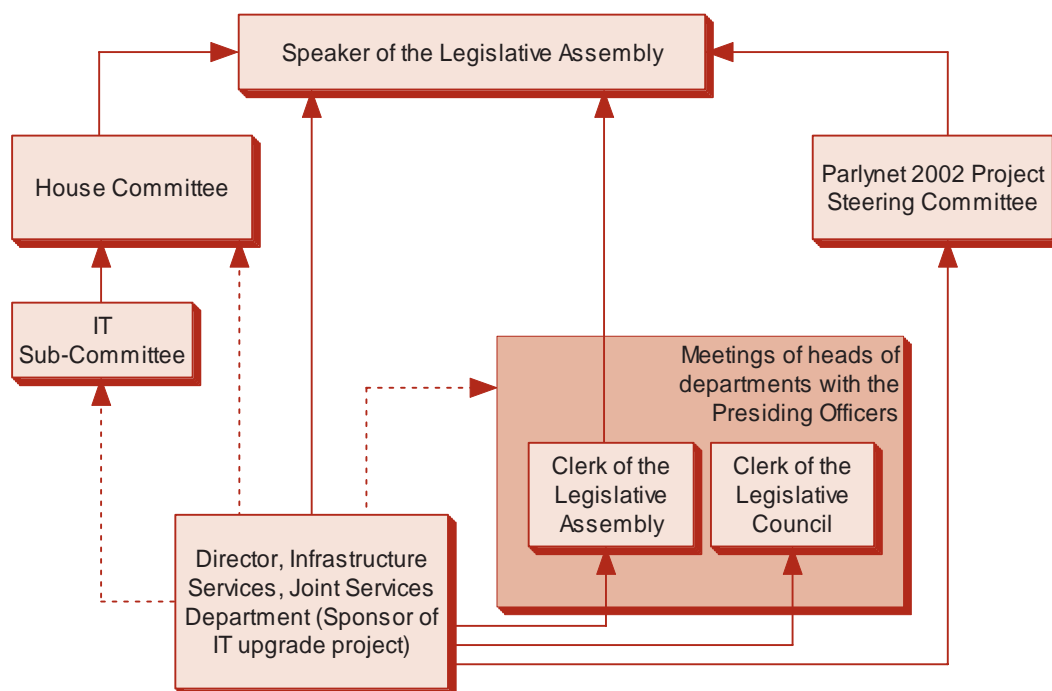 Speaker of the Legislative Assembly
House Committee
Parlynet 2002 Project
Steering Committee
IT
Sub-Committee
Meetings of heads of
departments with the
Presiding Officers
Clerk of the
Legislative
Assembly
Clerk of the
Legislative
Council
Director, Infrastructure
Services, Joint Services
Department (Sponsor of
IT upgrade project)